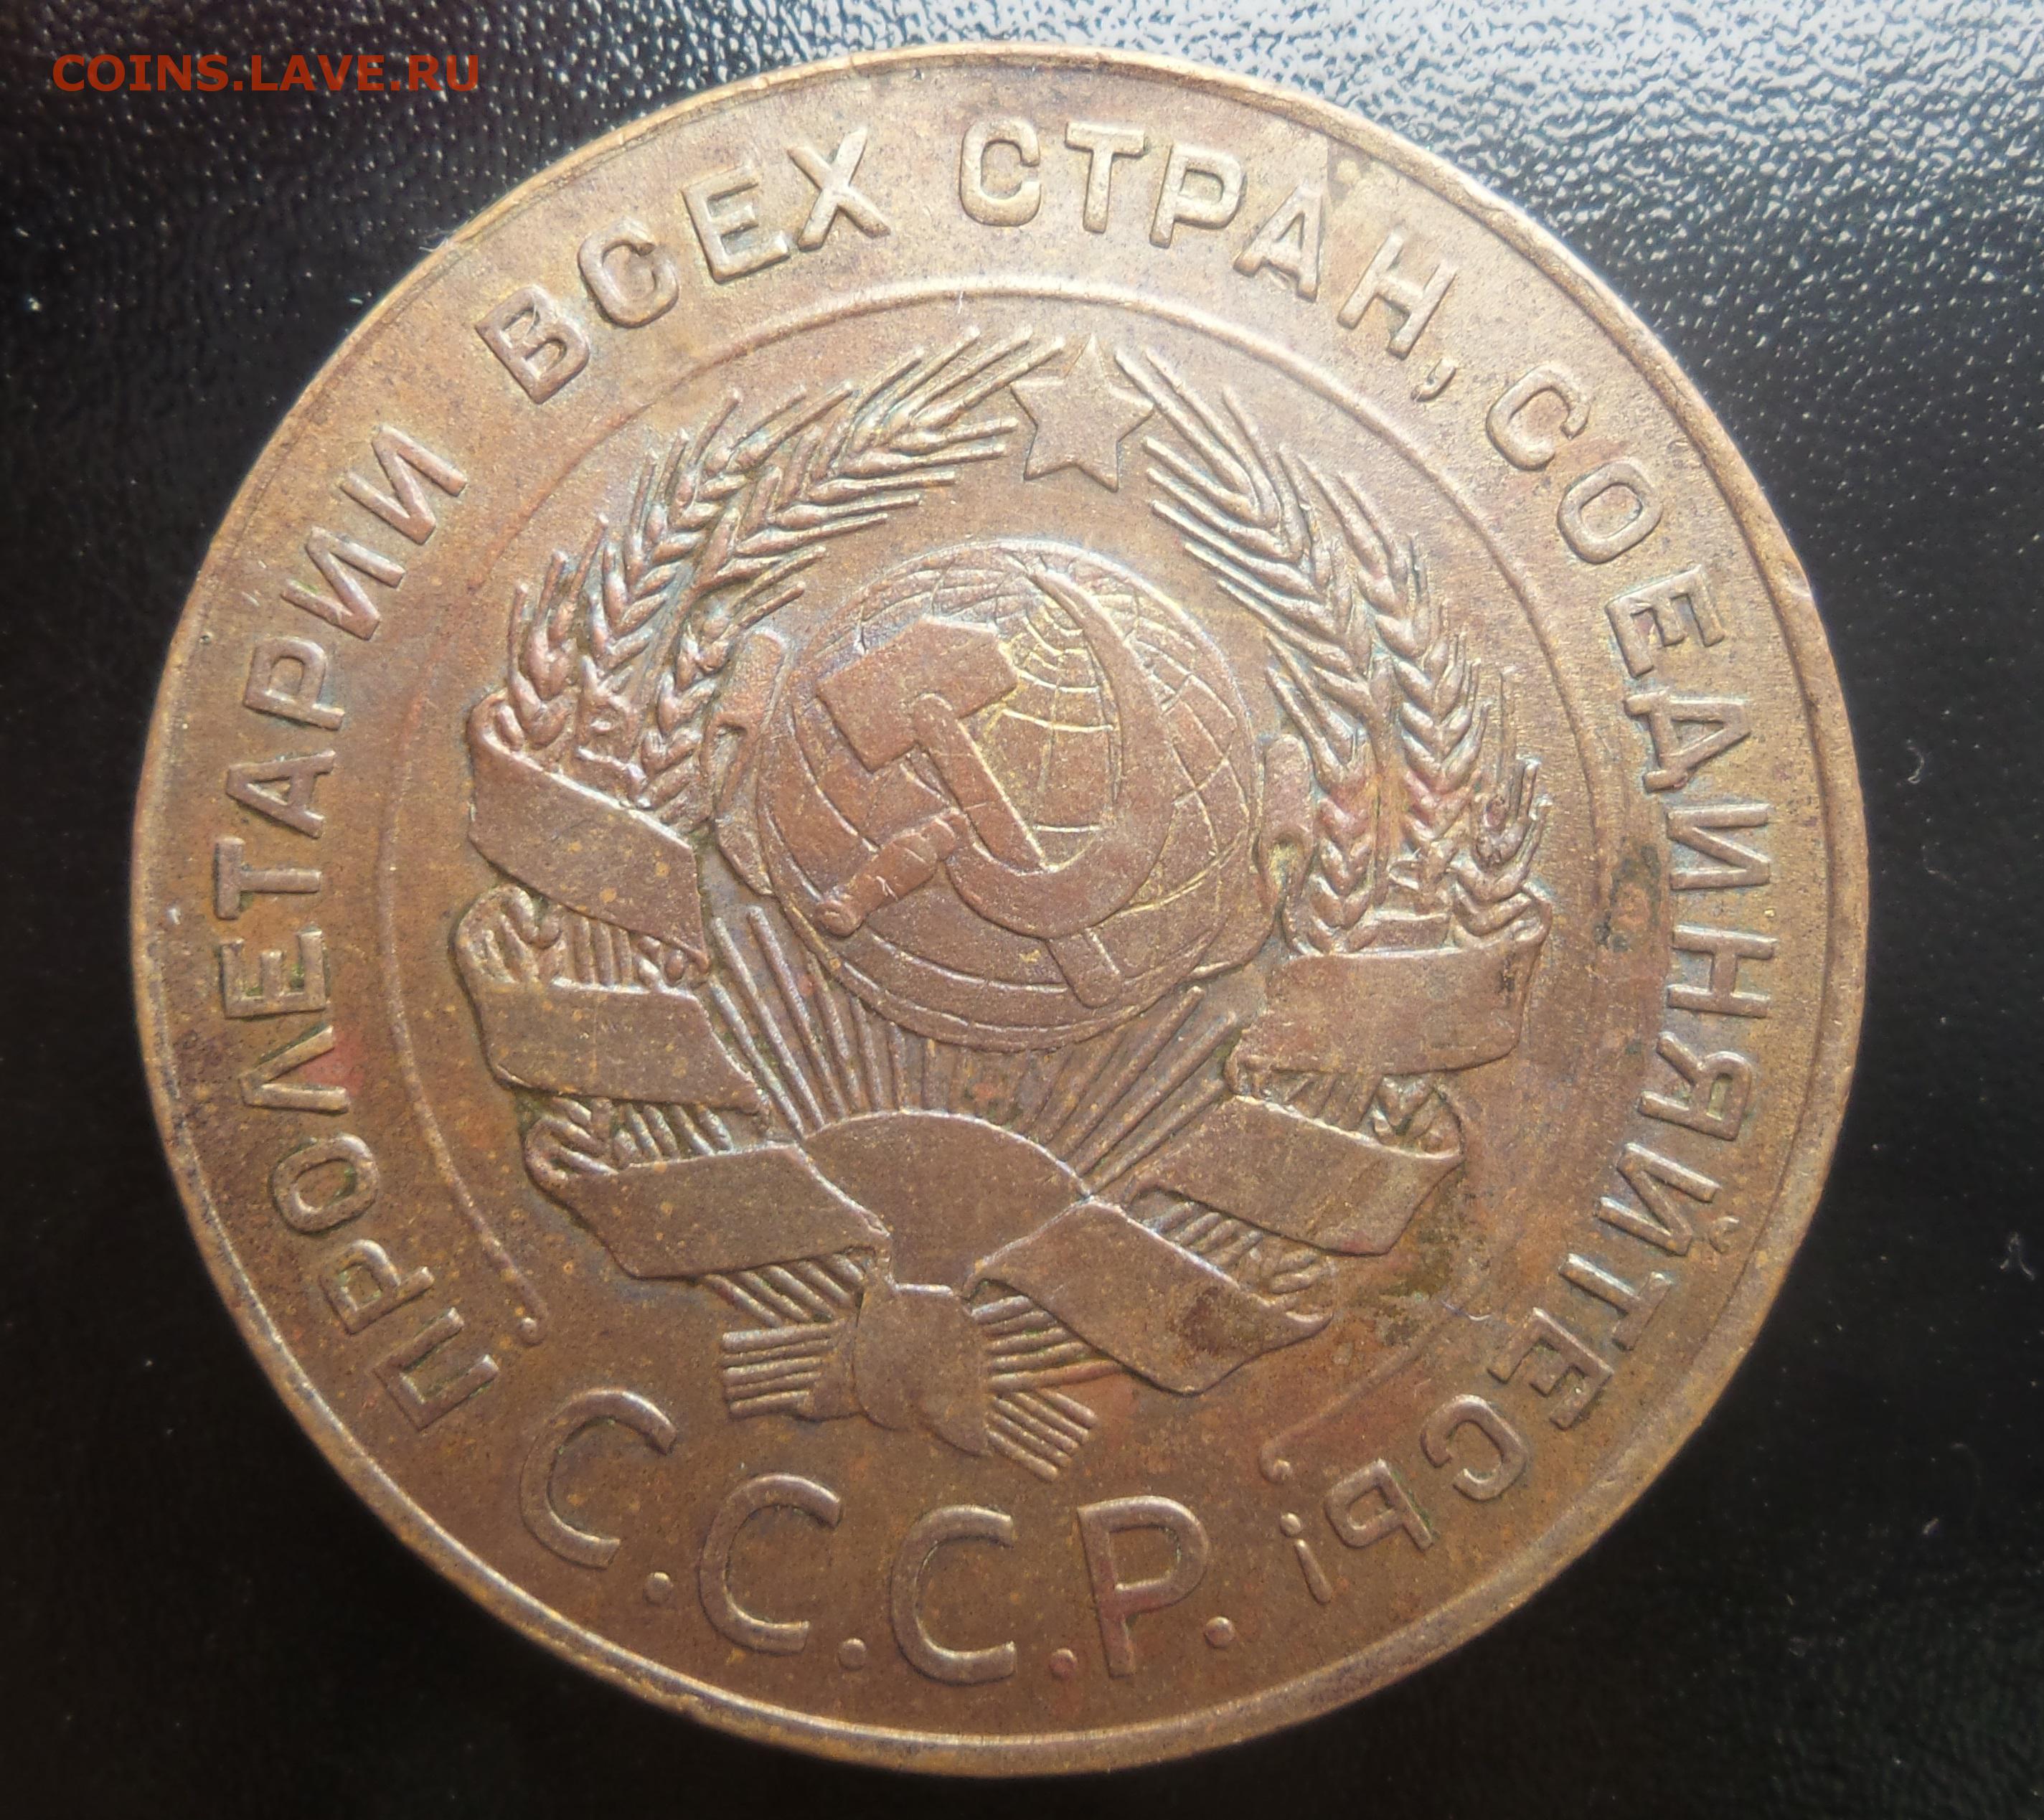 COINS.LAVE.RU
ПРОЛЕТАРИИ ВСЕХ СТРАН, СОЕДИНЯЙТЕСЬ!
С.С.С.Р.